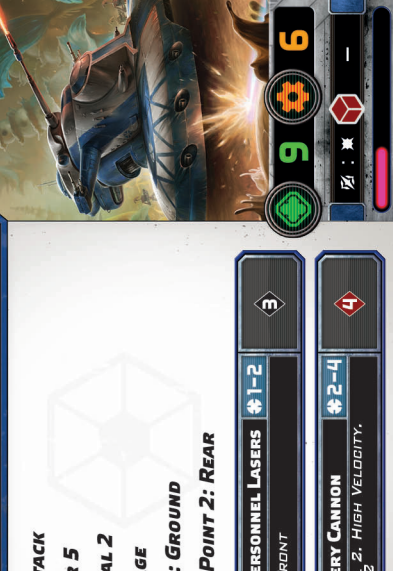 TACK
R 5
AL 2
GE
: GROUND
POINT 2: REAR
9 6
: –
ERSONNEL LASERS 1-2 3
RONT
ERY CANNON 2-4 4
2. HIGH VELOCITY,
2